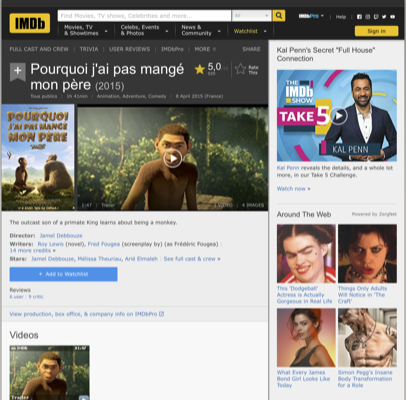 IMDb
Find Movies, TV shows, Celebrities and more...
All
IMDbPro
Help
Movies, TV
& Showtimes
Celebs, Events
& Photos
News &
Community
Watchlist
Sign in
FULL CAST AND CREW | TRIVIA | USER REVIEWS | IMDbPro | MORE
SHARE
Pourquoi j'ai pas mangé
mon père (2015)
5,0
Rate
This
Tous publics | 1h 41min | Animation, Adventure, Comedy | 8 April 2015 (France)
POURQUOI
J'AI PAS MANGÉ
MON PÈRE
1:47 | Trailer
4 IMAGES
The outcast son of a primate King learns about being a monkey.
Director: Jamel Debbouze
Writers: Roy Lewis (novel), Fred Fougea (screenplay by) (as Frédéric Fougea)
14 more credits »
Stars: Jamel Debbouze, Mélissa Theuriau, Arié Elmaleh | See full cast & crew »
+ Add to Watchlist
Reviews
6 user | 9 critic
View production, box office, & company info on IMDbPro
Videos
Trailer
Kal Penn's Secret "Full House"
Connection
THE
IMDb
SHOW
TAKE 5
KAL PENN
Kal Penn reveals the details, and a whole lot
more, in our Take 5 Challenge.
Watch now »
Around The Web
Powered by ZergNet
This 'Dodgeball'
Actress is Actually
Gorgeous in Real Life
Things Only Adults
Will Notice in 'The
Craft'
What Every James
Bond Girl Looks Like
Today
Simon Pegg's Insane
Body Transformation
for a Role